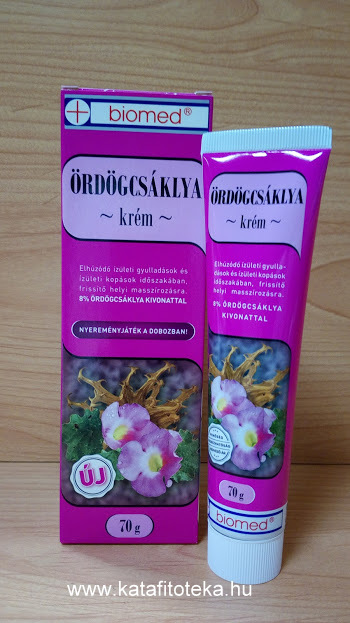 biomed®
ÖRDÖGCSÁKLYA
~ krém ~
Elhúzódó ízületi gyulladások és
ízületi kopások időszakában,
frissítő helyi masszírozásra.
8% ÖRDÖGCSÁKLYA KIVONATTAL
NYEREMÉNYJÁTÉK A DOBOZBAN!
ÚJ
70 g
ÖRDÖGCSÁKLYA
~ krém ~
Elhúzódó ízületi gyulla-
dások és ízületi kopások
időszakában, frissítő
helyi masszírozásra.
8% ÖRDÖGCSÁKLYA
KIVONATTAL
70 g
biomed®
www.katafitoteka.hu